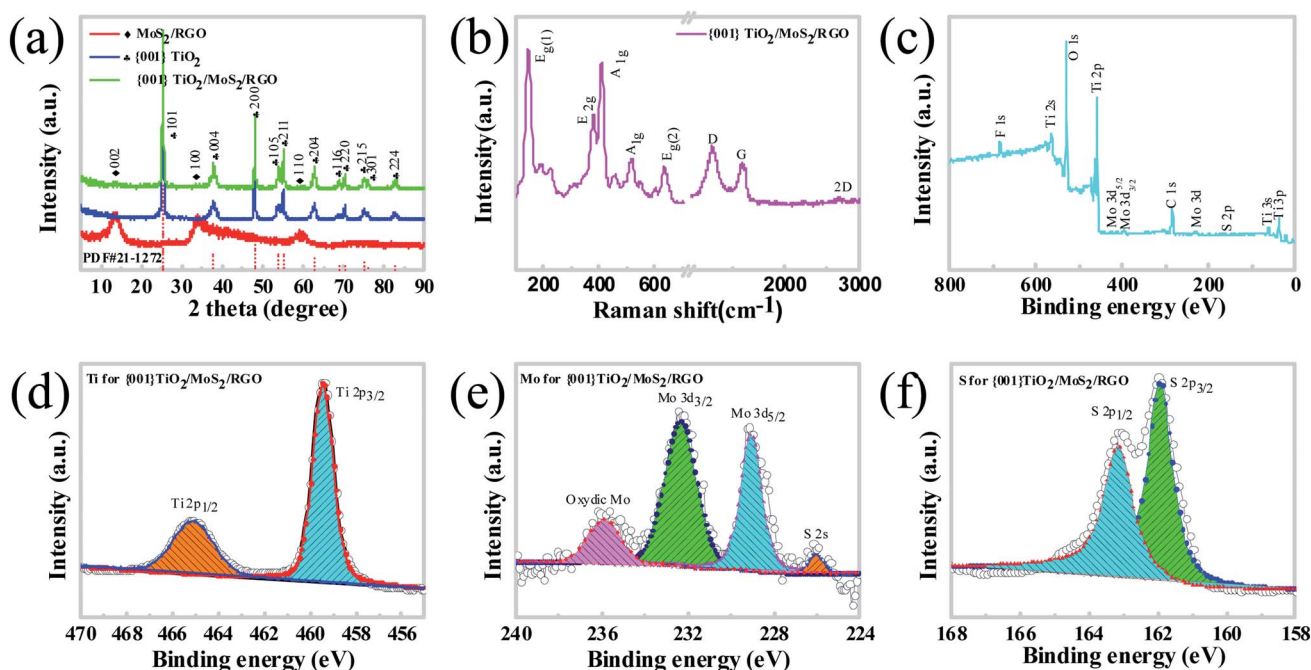 (a)
♦ MoS2/RGO
♣ {001} TiO2
{001} TiO2/MoS2/RGO
♦002
♣101
♦100
♣004
♣200
♣105
♣211
♦110
♣204
♣116
♣220
♣215
♣301
♣224
PDF#21-1272
Intensity (a.u.)
10 20 30 40 50 60 70 80 90
2 theta (degree)
(b)
{001} TiO2/MoS2/RGO
Eg(1)
E2g
A1g
A1g
Eg(2)
D
G
2D
Intensity(a.u.)
200 400 600 2000 3000
Raman shift(cm-1)
(c)
F 1s
Ti 2s
O 1s
Ti 2p
Mo 3d5/2
Mo 3d3/2
C 1s
Mo 3d
S 2p
Ti 3s
Ti 3p
Intensity (a.u.)
800 600 400 200 0
Binding energy (eV)
(d)
Ti for {001}TiO2/MoS2/RGO
Ti 2p1/2
Ti 2p3/2
Intensity (a.u.)
470 468 465 462 460 458 455
Binding energy (eV)
(e)
Mo for {001}TiO2/MoS2/RGO
Oxydic Mo
Mo 3d3/2
Mo 3d5/2
S 2s
Intensity (a.u.)
240 236 232 228 224
Binding energy (eV)
(f)
S for {001}TiO2/MoS2/RGO
S 2p1/2
S 2p3/2
Intensity (a.u.)
168 166 164 162 160 158
Binding energy (eV)